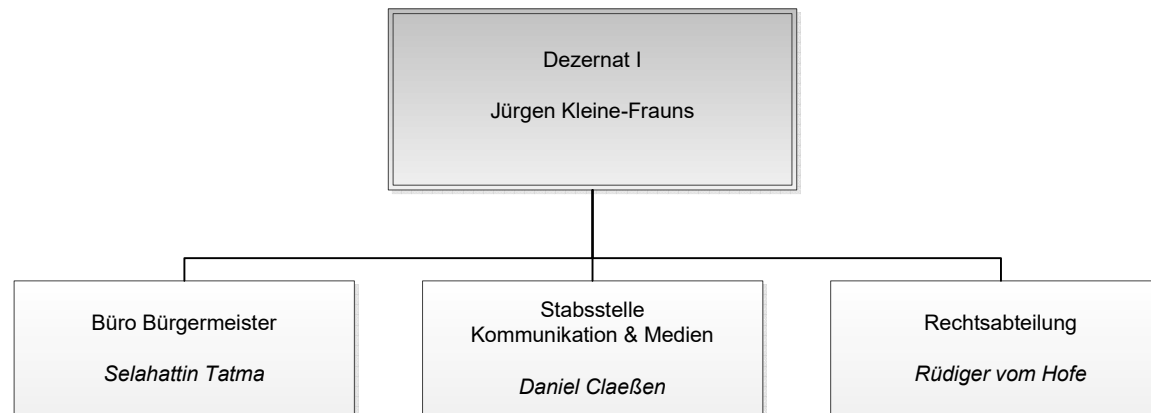 Dezernat I
Jürgen Kleine-Frauns
Büro Bürgermeister
Selahattin Tatma
Stabsstelle
Kommunikation & Medien
Daniel Claeßen
Rechtsabteilung
Rüdiger vom Hofe